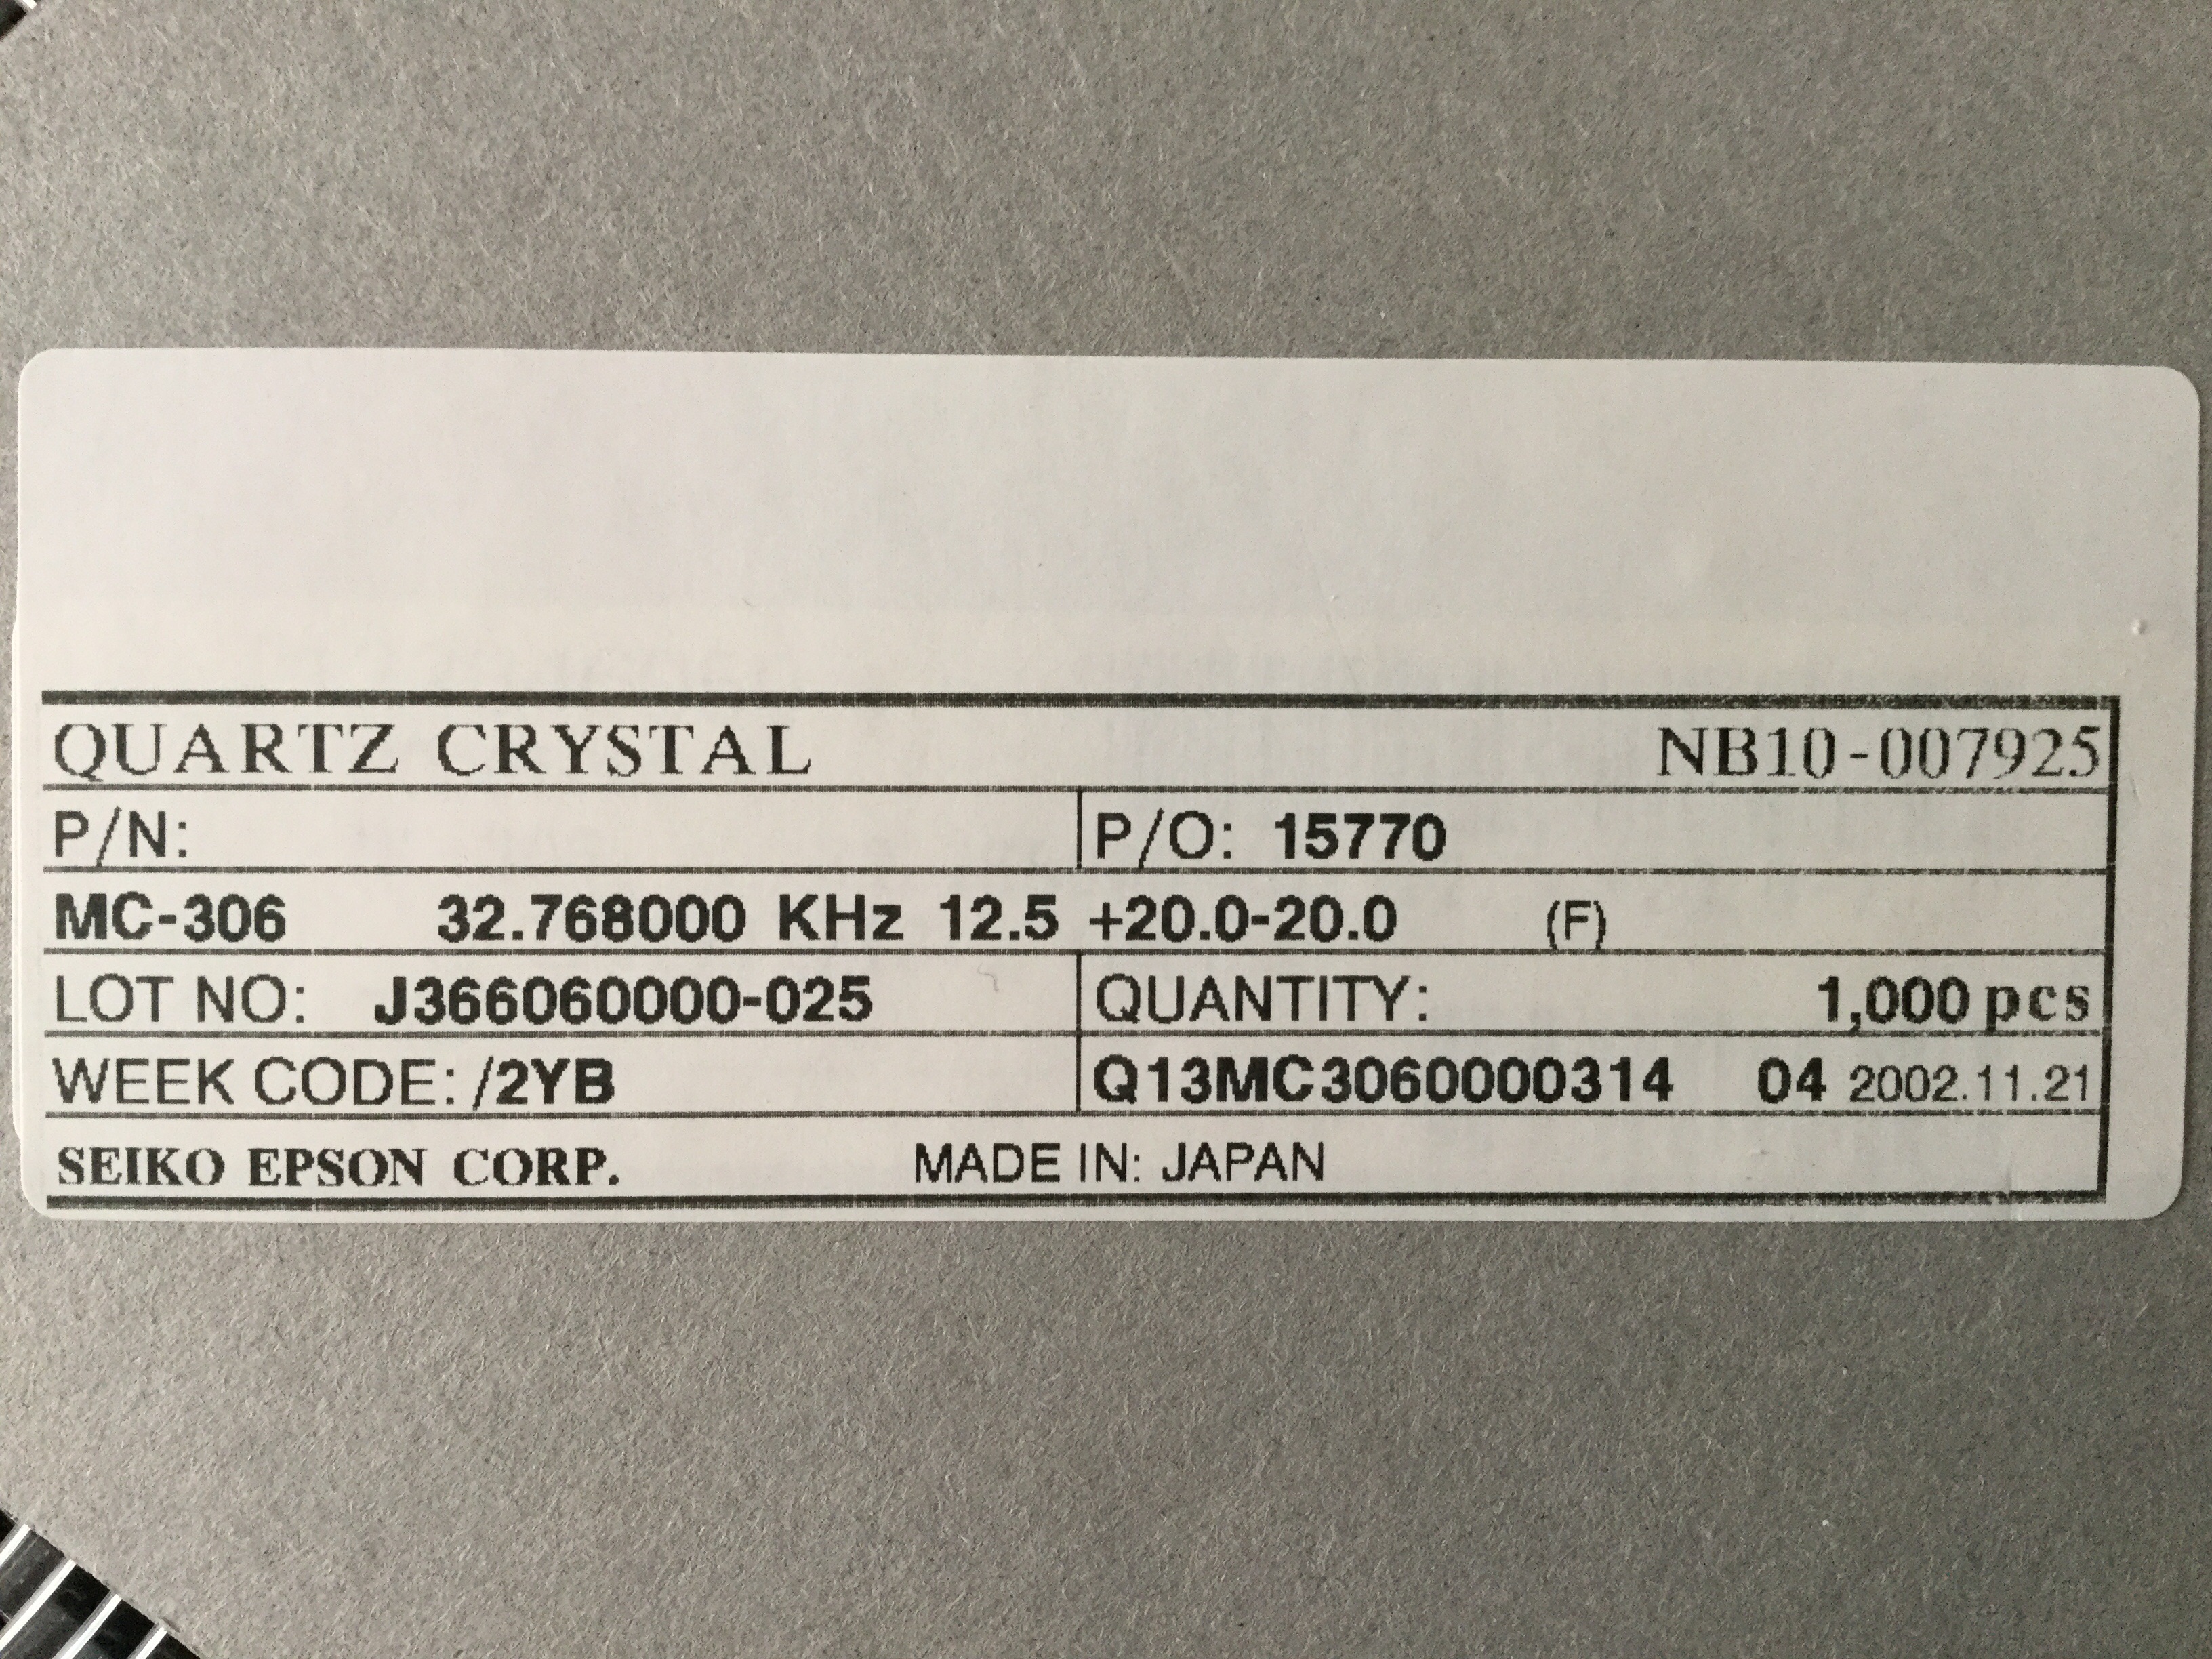 QUARTZ CRYSTAL NB10-007925
P/N: P/O: 15770
MC-306 32.768000 KHz 12.5 +20.0-20.0 (F)
LOT NO: J366060000-025 QUANTITY: 1,000 pcs
WEEK CODE: /2YB Q13MC3060000314 04 2002.11.21
SEIKO EPSON CORP. MADE IN: JAPAN